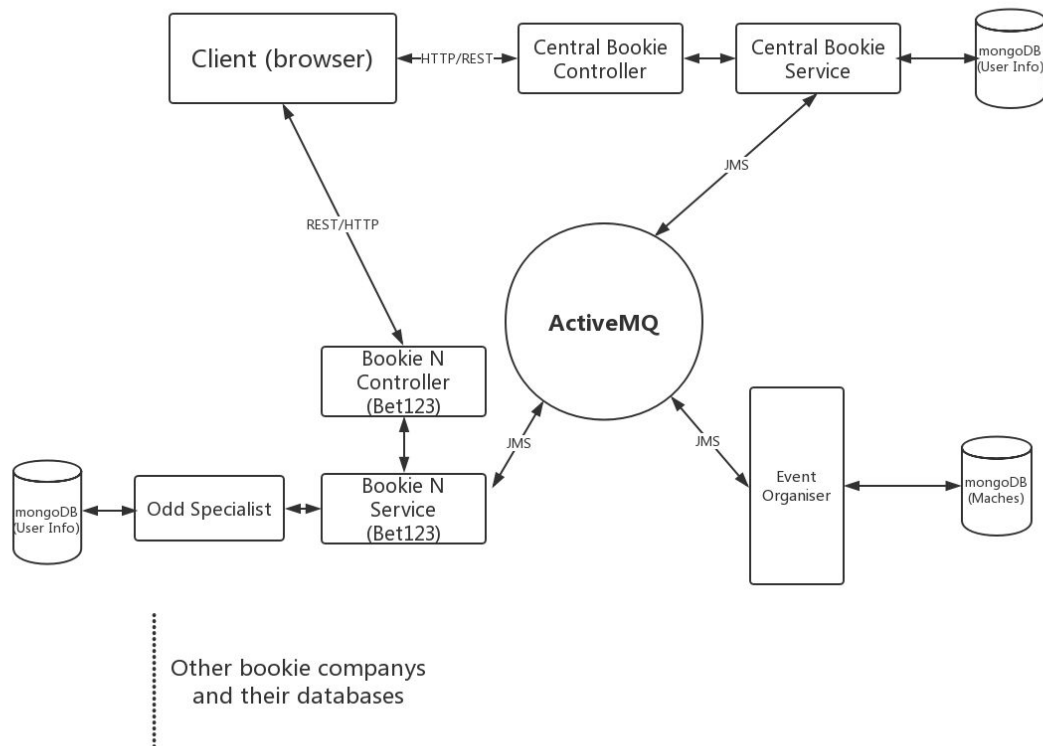 Client (browser)
HTTP/REST
Central Bookie
Controller
Central Bookie
Service
mongoDB
(User Info)
JMS
REST/HTTP
ActiveMQ
Bookie N
Controller
(Bet123)
JMS
JMS
Event
Organiser
mongoDB
(Maches)
mongoDB
(User Info)
Odd Specialist
Bookie N
Service
(Bet123)
Other bookie companys
and their databases